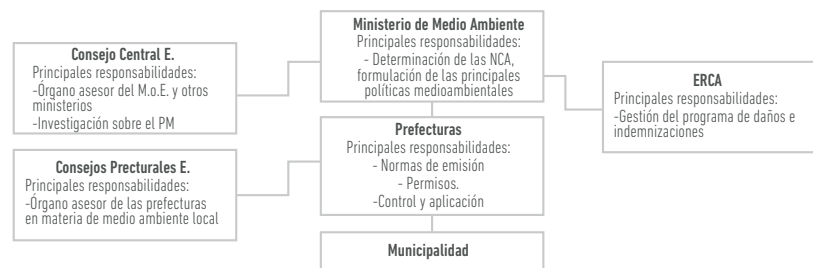 Ministerio de Medio Ambiente
Principales responsabilidades:
- Determinación de las NCA,
formulación de las principales
políticas medioambientales
Consejo Central E.
Principales responsabilidades:
-Órgano asesor del M.o.E. y otros
ministerios
-Investigación sobre el PM
ERCA
Principales responsabilidades:
-Gestión del programa de daños e
indemnizaciones
Prefecturas
Principales responsabilidades:
- Normas de emisión
- Permisos.
-Control y aplicación
Consejos Precturales E.
Principales responsabilidades:
-Órgano asesor de las prefecturas
en materia de medio ambiente local
Municipalidad